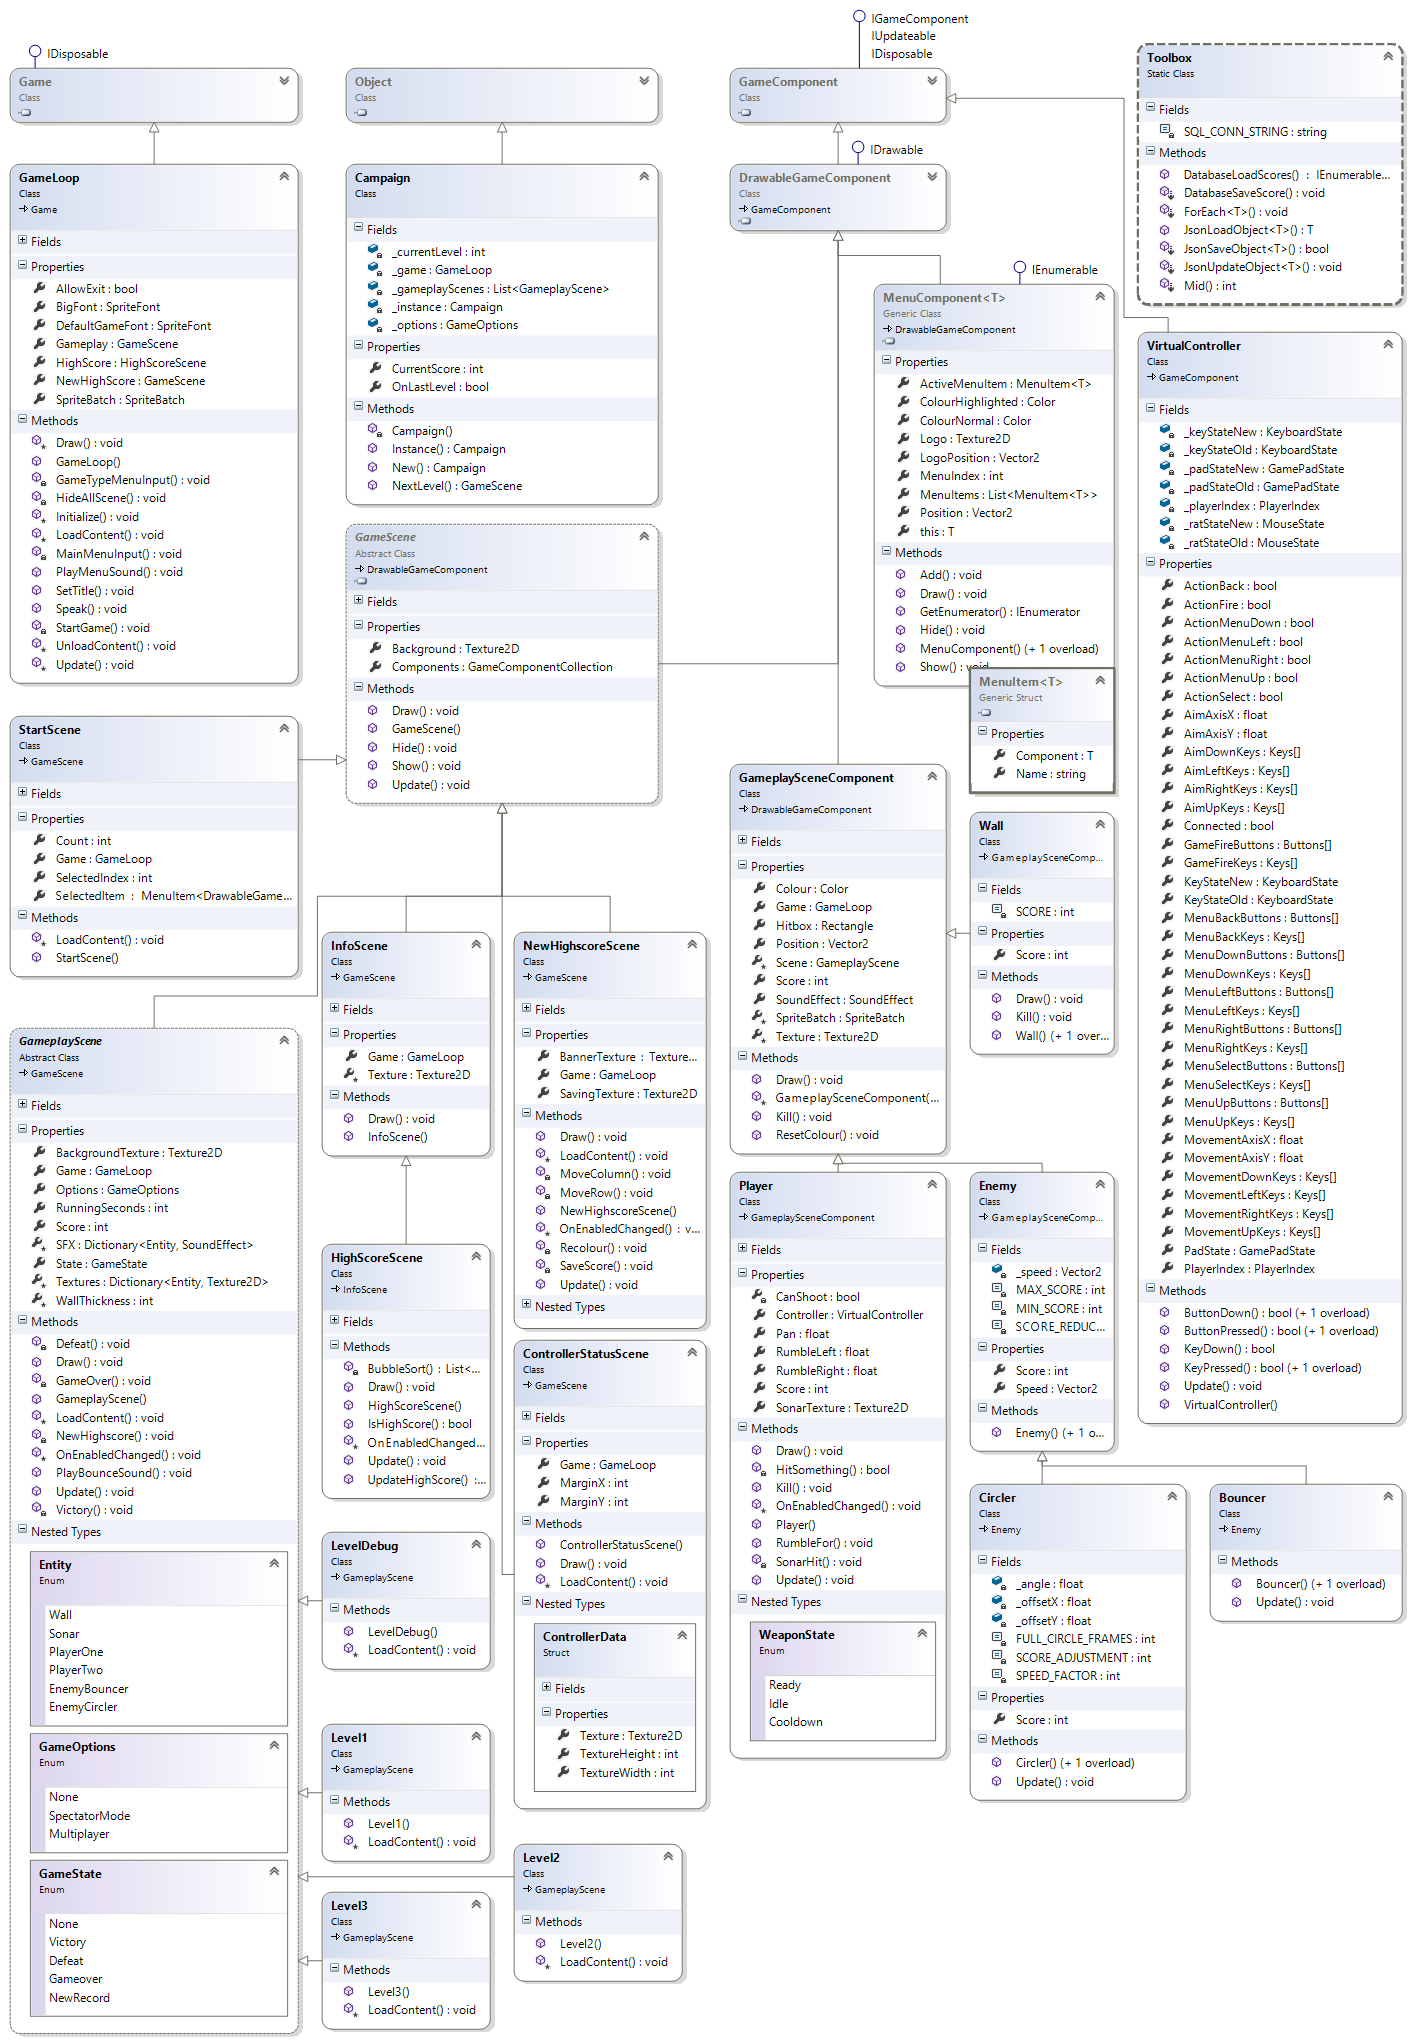 IDisposable
Game
Class
GameLoop
Class
Game
Fields
Properties
AllowExit : bool
BigFont : SpriteFont
DefaultGameFont : SpriteFont
Gameplay : GameScene
HighScore : HighScoreScene
NewHighScore : GameScene
SpriteBatch : SpriteBatch
Methods
Draw() : void
GameLoop()
GameTypeMenuInput() : void
HideAllScene() : void
Initialize() : void
LoadContent() : void
MainMenuInput() : void
PlayMenuSound() : void
SetTitle() : void
Speak() : void
StartGame() : void
UnloadContent() : void
Update() : void
StartScene
Class
GameScene
Fields
Properties
Count : int
Game : GameLoop
SelectedIndex : int
SelectedItem : MenuItem<DrawableGame...
Methods
LoadContent() : void
StartScene()
GameplayScene
Abstract Class
GameScene
Fields
Properties
BackgroundTexture : Texture2D
Game : GameLoop
Options : GameOptions
RunningSeconds : int
Score : int
SFX : Dictionary<Entity, SoundEffect>
State : GameState
Textures : Dictionary<Entity, Texture2D>
WallThickness : int
Methods
Defeat() : void
Draw() : void
GameOver() : void
GameplayScene()
LoadContent() : void
NewHighscore() : void
OnEnabledChanged() : void
PlayBounceSound() : void
Update() : void
Victory() : void
Nested Types
Entity
Enum
Wall
Sonar
PlayerOne
PlayerTwo
EnemyBouncer
EnemyCircler
GameOptions
Enum
None
SpectatorMode
Multiplayer
GameState
Enum
None
Victory
Defeat
Gameover
NewRecord
Object
Class
Campaign
Class
Fields
_currentLevel : int
_game : GameLoop
_gameplayScenes : List<GameplayScene>
_instance : Campaign
_options : GameOptions
Properties
CurrentScore : int
OnLastLevel : bool
Methods
Campaign()
Instance() : Campaign
New() : Campaign
NextLevel() : GameScene
GameScene
Abstract Class
DrawableGameComponent
Fields
Properties
Background : Texture2D
Components : GameComponentCollection
Methods
Draw() : void
GameScene()
Hide() : void
Show() : void
Update() : void
InfoScene
Class
GameScene
Fields
Properties
Game : GameLoop
Texture : Texture2D
Methods
Draw() : void
InfoScene()
HighScoreScene
Class
InfoScene
Fields
Methods
BubbleSort() : List<...
Draw() : void
HighScoreScene()
IsHighScore() : bool
OnEnabledChanged...
Update() : void
UpdateHighScore() :...
LevelDebug
Class
GameplayScene
Methods
LevelDebug()
LoadContent() : void
Level1
Class
GameplayScene
Methods
Level1()
LoadContent() : void
Level3
Class
GameplayScene
Methods
Level3()
LoadContent() : void
NewHighscoreScene
Class
GameScene
Fields
Properties
BannerTexture : Texture...
Game : GameLoop
SavingTexture : Texture2D
Methods
Draw() : void
LoadContent() : void
MoveColumn() : void
MoveRow() : void
NewHighscoreScene()
OnEnabledChanged() : v...
Recolour() : void
SaveScore() : void
Update() : void
Nested Types
ControllerStatusScene
Class
GameScene
Fields
Properties
Game : GameLoop
MarginX : int
MarginY : int
Methods
ControllerStatusScene()
Draw() : void
LoadContent() : void
Nested Types
ControllerData
Struct
Fields
Properties
Texture : Texture2D
TextureHeight : int
TextureWidth : int
Level2
Class
GameplayScene
Methods
Level2()
LoadContent() : void
IGameComponent
IUpdateable
IDisposable
GameComponent
Class
IDrawable
DrawableGameComponent
Class
GameComponent
IEnumerable
MenuComponent<T>
Generic Class
DrawableGameComponent
Properties
ActiveMenuItem : MenuItem<T>
ColourHighlighted : Color
ColourNormal : Color
Logo : Texture2D
LogoPosition : Vector2
MenuIndex : int
MenuItems : List<MenuItem<T>>
Position : Vector2
this : T
Methods
Add() : void
Draw() : void
GetEnumerator() : IEnumerator
Hide() : void
MenuComponent() (+ 1 overload)
Show() : void
MenuItem<T>
Generic Struct
Properties
Component : T
Name : string
GameplaySceneComponent
Class
DrawableGameComponent
Fields
Properties
Colour : Color
Game : GameLoop
Hitbox : Rectangle
Position : Vector2
Scene : GameplayScene
Score : int
SoundEffect : SoundEffect
SpriteBatch : SpriteBatch
Texture : Texture2D
Methods
Draw() : void
GameplaySceneComponent(...
Kill() : void
ResetColour() : void
Wall
Class
GameplaySceneComp...
Fields
SCORE : int
Properties
Score : int
Methods
Draw() : void
Kill() : void
Wall() (+ 1 over...
Player
Class
GameplaySceneComponent
Fields
Properties
CanShoot : bool
Controller : VirtualController
Pan : float
RumbleLeft : float
RumbleRight : float
Score : int
SonarTexture : Texture2D
Methods
Draw() : void
HitSomething() : bool
Kill() : void
OnEnabledChanged() : void
Player()
RumbleFor() : void
SonarHit() : void
Update() : void
Nested Types
WeaponState
Enum
Ready
Idle
Cooldown
Enemy
Class
GameplaySceneComp...
Fields
_speed : Vector2
MAX_SCORE : int
MIN_SCORE : int
SCORE_REDUC...
Properties
Score : int
Speed : Vector2
Methods
Enemy() (+ 1 o...
Circler
Class
Enemy
Fields
_angle : float
_offsetX : float
_offsetY : float
FULL_CIRCLE_FRAMES : int
SCORE_ADJUSTMENT : int
SPEED_FACTOR : int
Properties
Score : int
Methods
Circler() (+ 1 overload)
Update() : void
Bouncer
Class
Enemy
Methods
Bouncer() (+ 1 overload)
Update() : void
Toolbox
Static Class
Fields
SQL_CONN_STRING : string
Methods
DatabaseLoadScores() : IEnumerable...
DatabaseSaveScore() : void
ForEach<T>() : void
JsonLoadObject<T>() : T
JsonSaveObject<T>() : bool
JsonUpdateObject<T>() : void
Mid() : int
VirtualController
Class
GameComponent
Fields
_keyStateNew : KeyboardState
_keyStateOld : KeyboardState
_padStateNew : GamePadState
_padStateOld : GamePadState
_playerIndex : PlayerIndex
_ratStateNew : MouseState
_ratStateOld : MouseState
Properties
ActionBack : bool
ActionFire : bool
ActionMenuDown : bool
ActionMenuLeft : bool
ActionMenuRight : bool
ActionMenuUp : bool
ActionSelect : bool
AimAxisX : float
AimAxisY : float
AimDownKeys : Keys[]
AimLeftKeys : Keys[]
AimRightKeys : Keys[]
AimUpKeys : Keys[]
Connected : bool
GameFireButtons : Buttons[]
GameFireKeys : Keys[]
KeyStateNew : KeyboardState
KeyStateOld : KeyboardState
MenuBackButtons : Buttons[]
MenuBackKeys : Keys[]
MenuDownButtons : Buttons[]
MenuDownKeys : Keys[]
MenuLeftButtons : Buttons[]
MenuLeftKeys : Keys[]
MenuRightButtons : Buttons[]
MenuRightKeys : Keys[]
MenuSelectButtons : Buttons[]
MenuSelectKeys : Keys[]
MenuUpButtons : Buttons[]
MenuUpKeys : Keys[]
MovementAxisX : float
MovementAxisY : float
MovementDownKeys : Keys[]
MovementLeftKeys : Keys[]
MovementRightKeys : Keys[]
MovementUpKeys : Keys[]
PadState : GamePadState
PlayerIndex : PlayerIndex
Methods
ButtonDown() : bool (+ 1 overload)
ButtonPressed() : bool (+ 1 overload)
KeyDown() : bool
KeyPressed() : bool (+ 1 overload)
Update() : void
VirtualController()